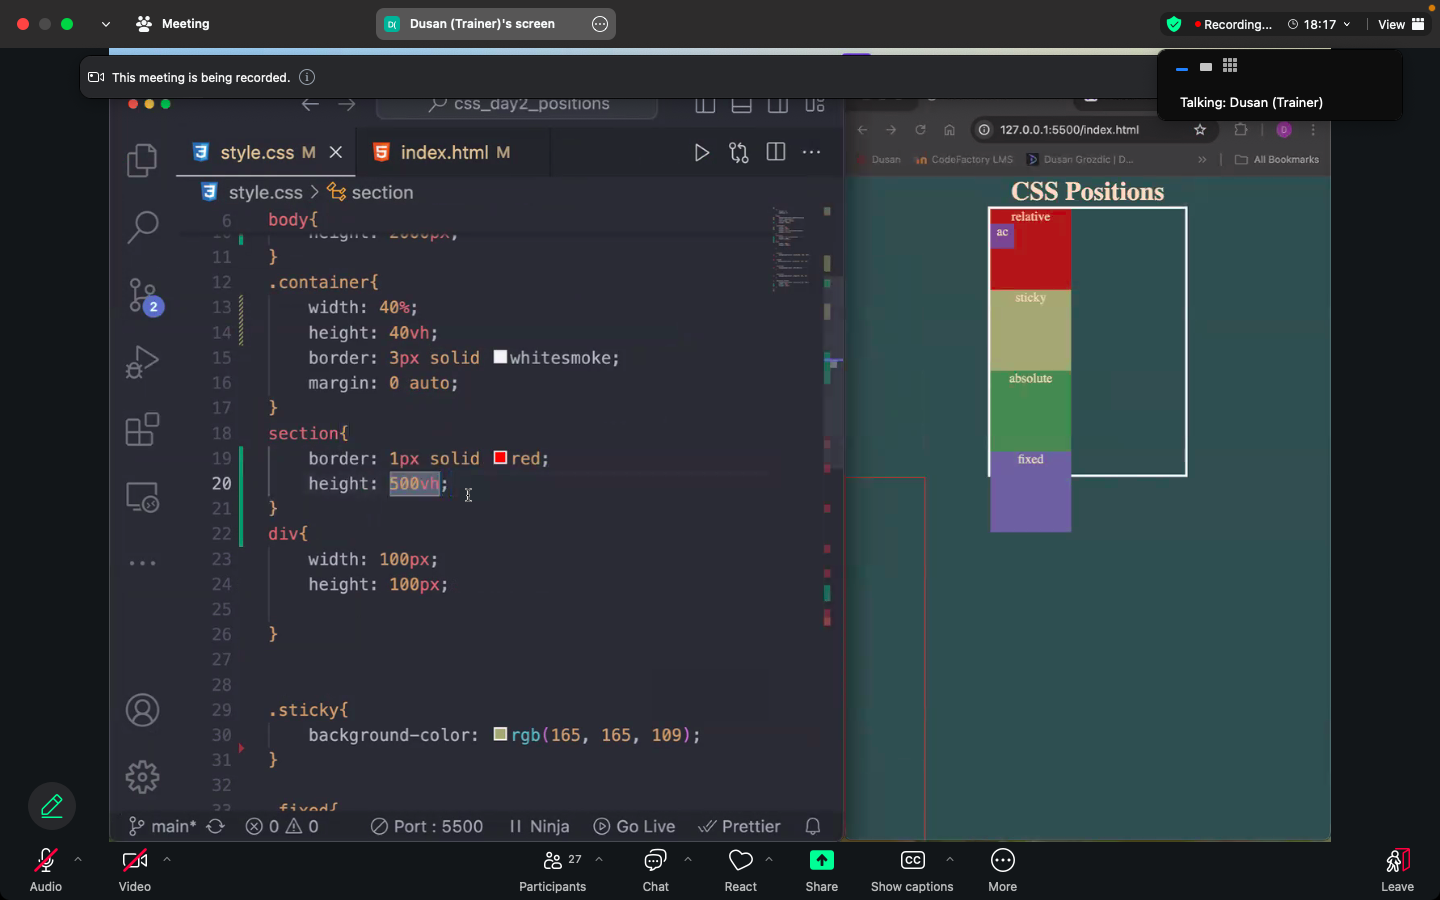 Meeting
D(
Dusan (Trainer)'s screen
Recording...
18:17
View
This meeting is being recorded.
Talking: Dusan (Trainer)
css_day2_positions
style.css M
index.html M
style.css > section
6 body{
height: 2000px;
11 }
12 .container{
13 width: 40%;
14 height: 40vh;
15 border: 3px solid whitesmoke;
16 margin: 0 auto;
17 }
18 section{
19 border: 1px solid red;
20 height: 500vh;
21 }
22 div{
23 width: 100px;
24 height: 100px;
25
26 }
27
28
29 .sticky{
30 background-color: rgb(165, 165, 109);
31 }
32
33 .fixed{
2
main*
0
0
Port : 5500
Ninja
Go Live
Prettier
127.0.0.1:5500/index.html
D
Dusan
CodeFactory LMS
Dusan Grozdic | D...
All Bookmarks
CSS Positions
relative
ac
sticky
absolute
fixed
Audio
Video
27
Participants
Chat
React
Share
CC
Show captions
More
Leave